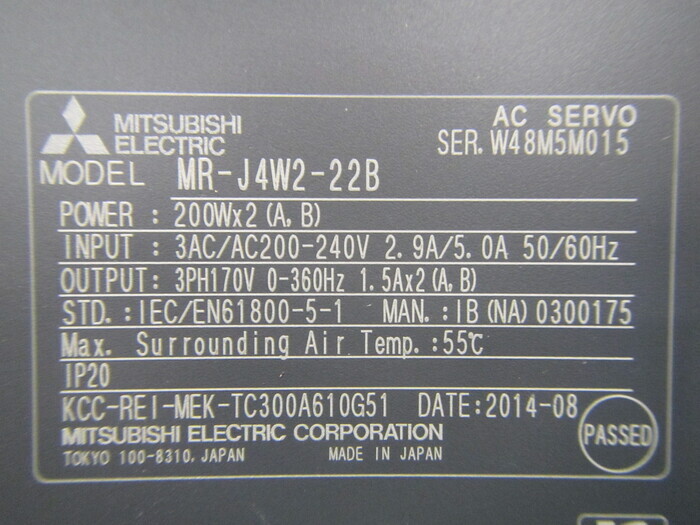 MITSUBISHI ELECTRIC
AC SERVO
SER. W48M5M015
MODEL MR-J4W2-22B
POWER : 200Wx2 (A, B)
INPUT : 3AC/AC200-240V 2.9A/5.0A 50/60Hz
OUTPUT: 3PH170V 0-360Hz 1.5Ax2 (A, B)
STD. : IEC/EN61800-5-1 MAN. : IB (NA) 0300175
Max. Surrounding Air Temp. :55℃
IP20
KCC-REI-MEK-TC300A610G51 DATE:2014-08
MITSUBISHI ELECTRIC CORPORATION
TOKYO 100-8310, JAPAN MADE IN JAPAN
PASSED